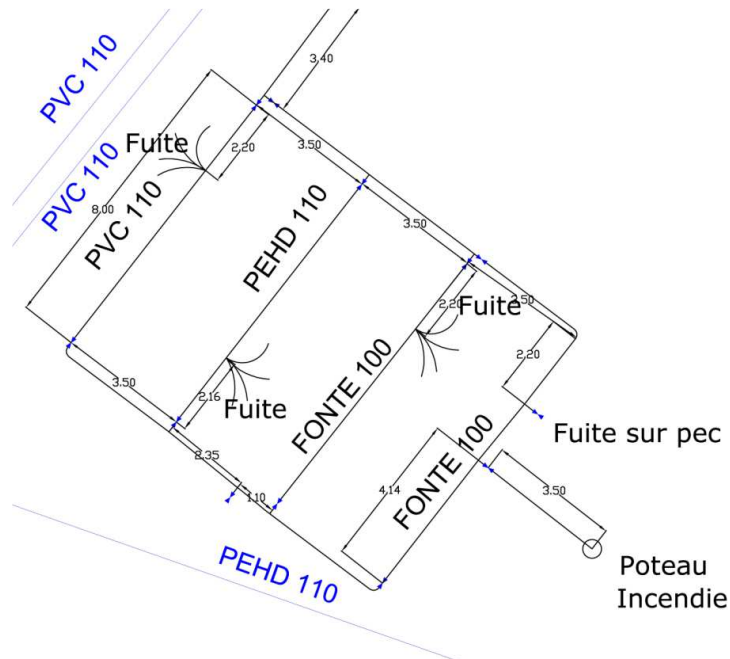 PVC 110
3.40
Fuite
2.20
3.50
PVC 110
8.00
PVC 110
PEHD 110
3.50
2.20
Fuite
3.50
2.20
3.50
2.16
Fuite
FONTE 100
2.35
1.10
4.14
FONTE 100
Fuite sur pec
3.50
PEHD 110
Poteau
Incendie